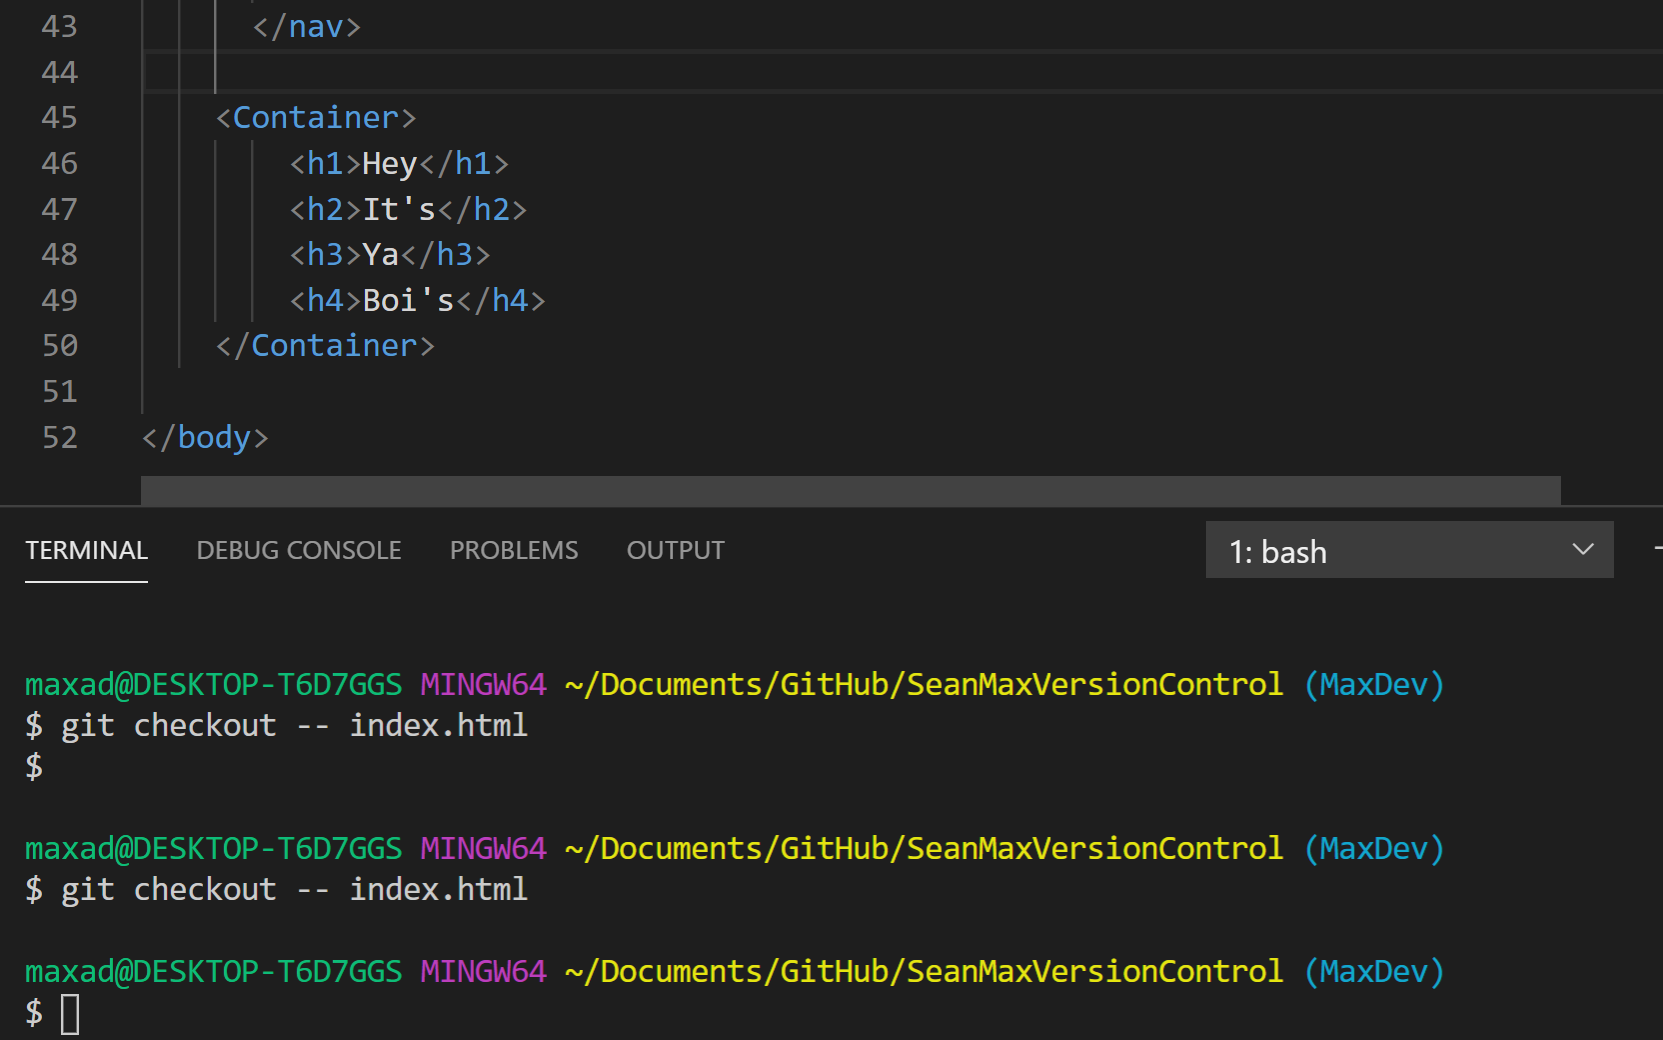 43 </nav>
44
45 <Container>
46 <h1>Hey</h1>
47 <h2>It's</h2>
48 <h3>Ya</h3>
49 <h4>Boi's</h4>
50 </Container>
51
52 </body>
TERMINAL DEBUG CONSOLE PROBLEMS OUTPUT 1: bash
maxad@DESKTOP-T6D7GGS MINGW64 ~/Documents/GitHub/SeanMaxVersionControl (MaxDev)
$ git checkout -- index.html
$
maxad@DESKTOP-T6D7GGS MINGW64 ~/Documents/GitHub/SeanMaxVersionControl (MaxDev)
$ git checkout -- index.html
maxad@DESKTOP-T6D7GGS MINGW64 ~/Documents/GitHub/SeanMaxVersionControl (MaxDev)
$